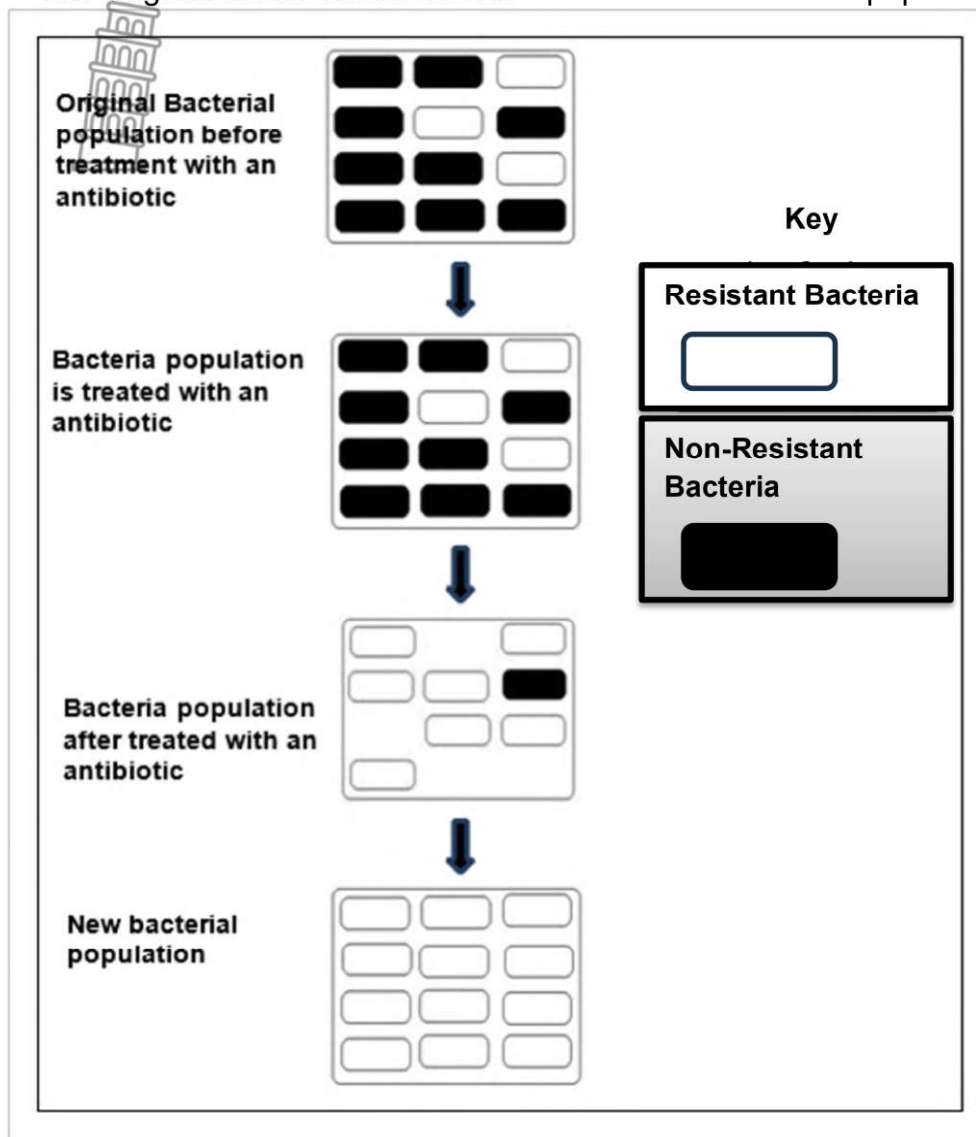 Original Bacterial
population before
treatment with an
antibiotic
Key
Resistant Bacteria
Bacteria population
is treated with an
antibiotic
Non-Resistant
Bacteria
Bacteria population
after treated with an
antibiotic
New bacterial
population